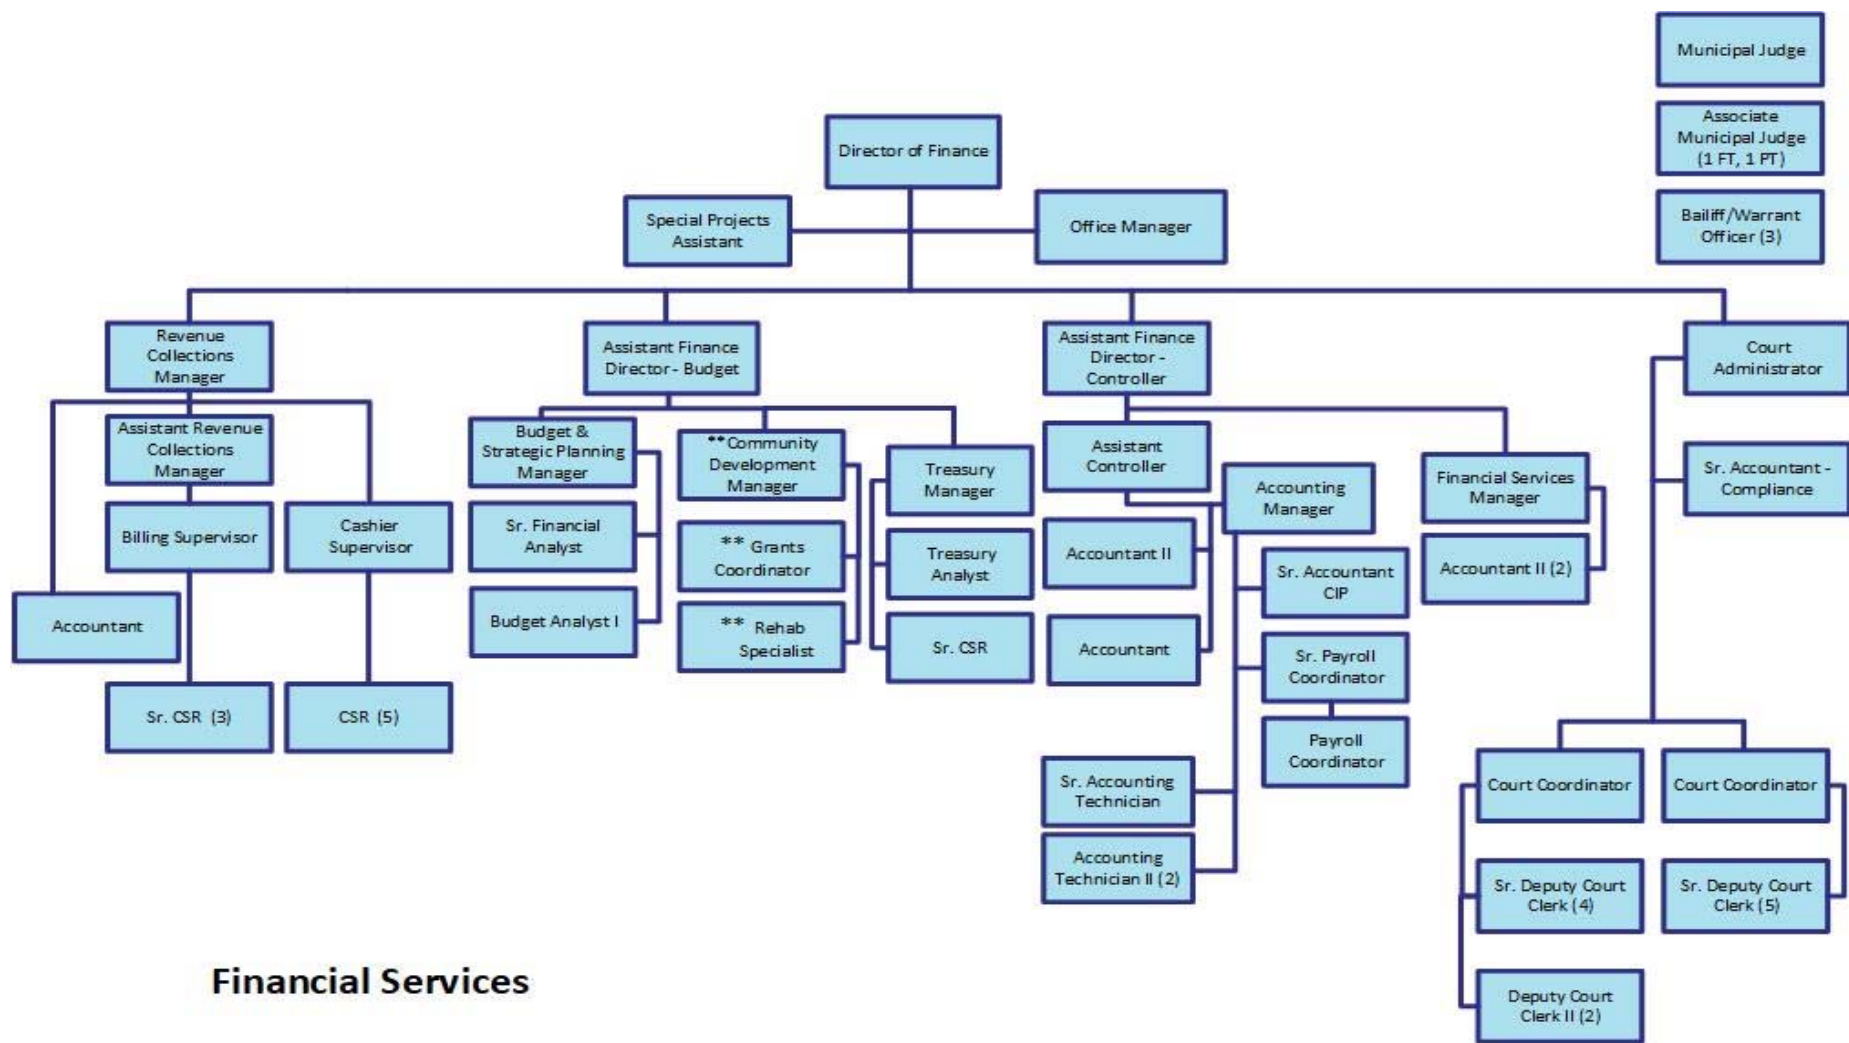 Municipal Judge
Associate
Municipal Judge
(1 FT, 1 PT)
Bailiff/Warrant
Officer (3)
Director of Finance
Special Projects
Assistant
Office Manager
Revenue
Collections
Manager
Assistant Finance
Director - Budget
Assistant Finance
Director -
Controller
Court
Administrator
Assistant Revenue
Collections
Manager
Billing Supervisor
Cashier
Supervisor
Accountant
Sr. CSR (3)
CSR (5)
Budget &
Strategic Planning
Manager
Sr. Financial
Analyst
Budget Analyst I
**Community
Development
Manager
** Grants
Coordinator
** Rehab
Specialist
Treasury
Manager
Treasury
Analyst
Sr. CSR
Assistant
Controller
Accounting
Manager
Accountant II
Accountant
Sr. Accountant
CIP
Sr. Payroll
Coordinator
Payroll
Coordinator
Sr. Accounting
Technician
Accounting
Technician II (2)
Financial Services
Manager
Accountant II (2)
Sr. Accountant -
Compliance
Court Coordinator
Court Coordinator
Sr. Deputy Court
Clerk (4)
Sr. Deputy Court
Clerk (5)
Deputy Court
Clerk II (2)
Financial Services